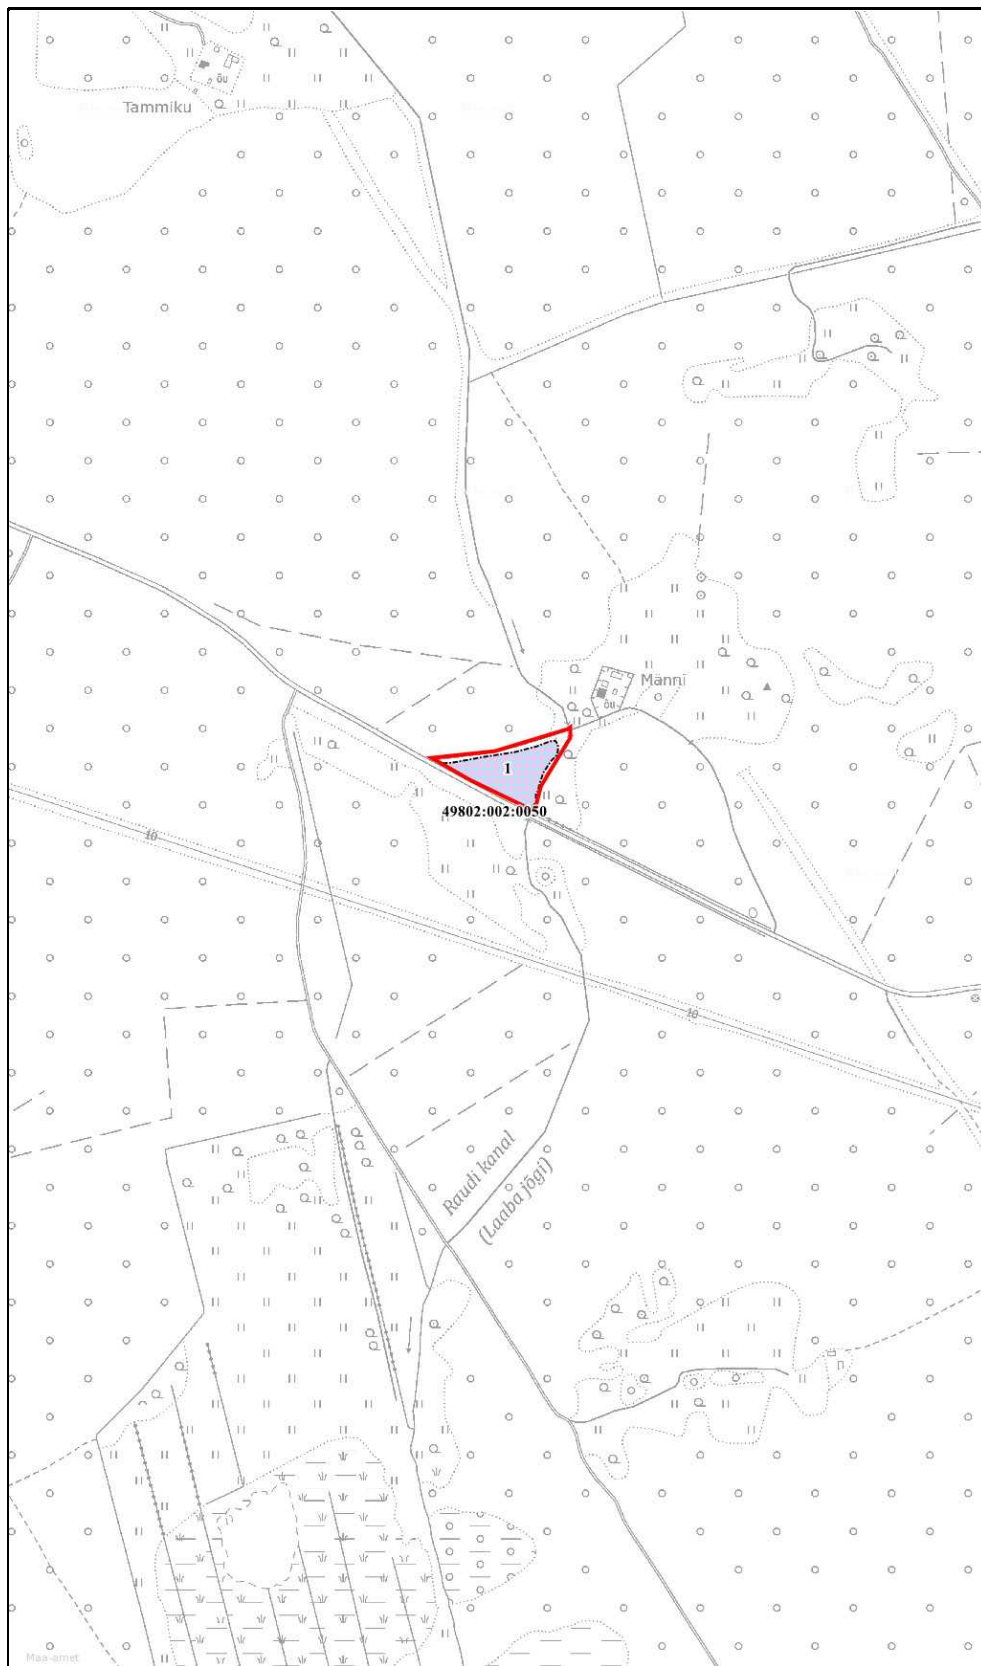 õu
Tammiku
Männi
õu
1
49802:002:0050
10
10
Raudi kanal
(Laaba jõgi)
Maa-amet